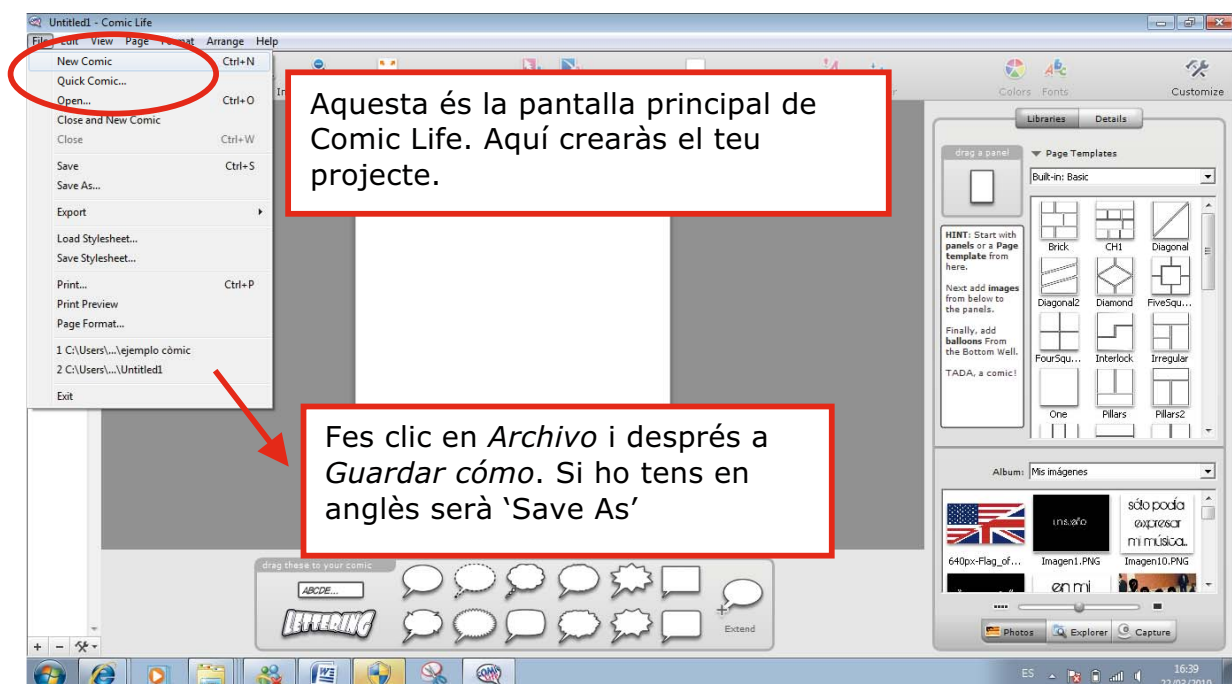 Untitled1 - Comic Life
File Edit View Page Format Arrange Help
New Comic Ctrl+N
Quick Comic...
Open... Ctrl+O
Close and New Comic
Close Ctrl+W
Save Ctrl+S
Save As...
Export
Load Stylesheet...
Save Stylesheet...
Print... Ctrl+P
Print Preview
Page Format...
1 C:\Users\...\ejemplo còmic
2 C:\Users\...\Untitled1
Exit
Aquesta és la pantalla principal de
Comic Life. Aquí crearàs el teu
projecte.
Fes clic en Archivo i després a
Guardar cómo. Si ho tens en
anglès serà ‘Save As’
Colors Fonts Customize
Libraries Details
drag a panel
Page Templates
Built-in: Basic
HINT: Start with
panels or a Page
template from
here.
Next add images
from below to
the panels.
Finally, add
balloons From
the Bottom Well.
TADA, a comic!
Brick CH1 Diagonal
Diagonal2 Diamond FiveSqu...
FourSqu... Interlock Irregular
One Pillars Pillars2
Album: Mis imágenes
sólo podía
expresar
mi música.
640px-Flag_of... Imagen1.PNG Imagen10.PNG
en mi
Photos Explorer Capture
drag these to your comic
ABCDE...
LETTERING
Extend
ES 16:39
22/03/2010